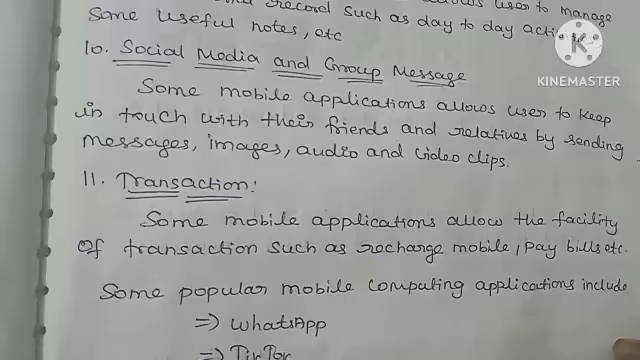 record such as day to day acti
Some useful notes, etc
10. Social Media and Group Message
Some mobile applications allows user to keep
in touch with their friends and relatives by sending
messages, images, audio and video clips.
11. Transaction:
Some mobile applications allow the facility
of transaction such as recharge mobile, pay bills etc.
Some popular mobile computing applications include
=> WhatsApp
=> TikTok
KINEMASTER